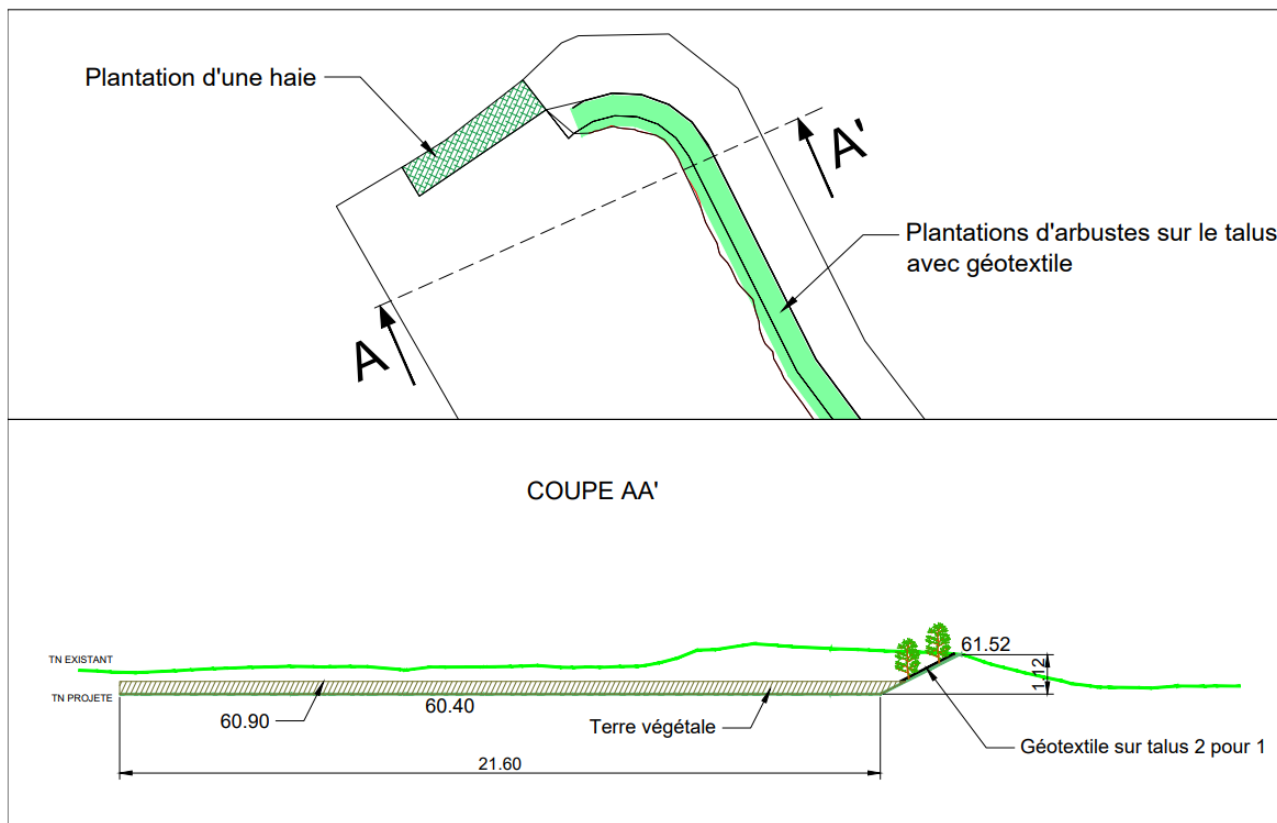 Plantation d'une haie
A'
Plantations d'arbustes sur le talus
avec géotextile
A
COUPE AA'
TN EXISTANT
61.52
1.12
TN PROJETE
60.90
60.40
Terre végétale
Géotextile sur talus 2 pour 1
21.60